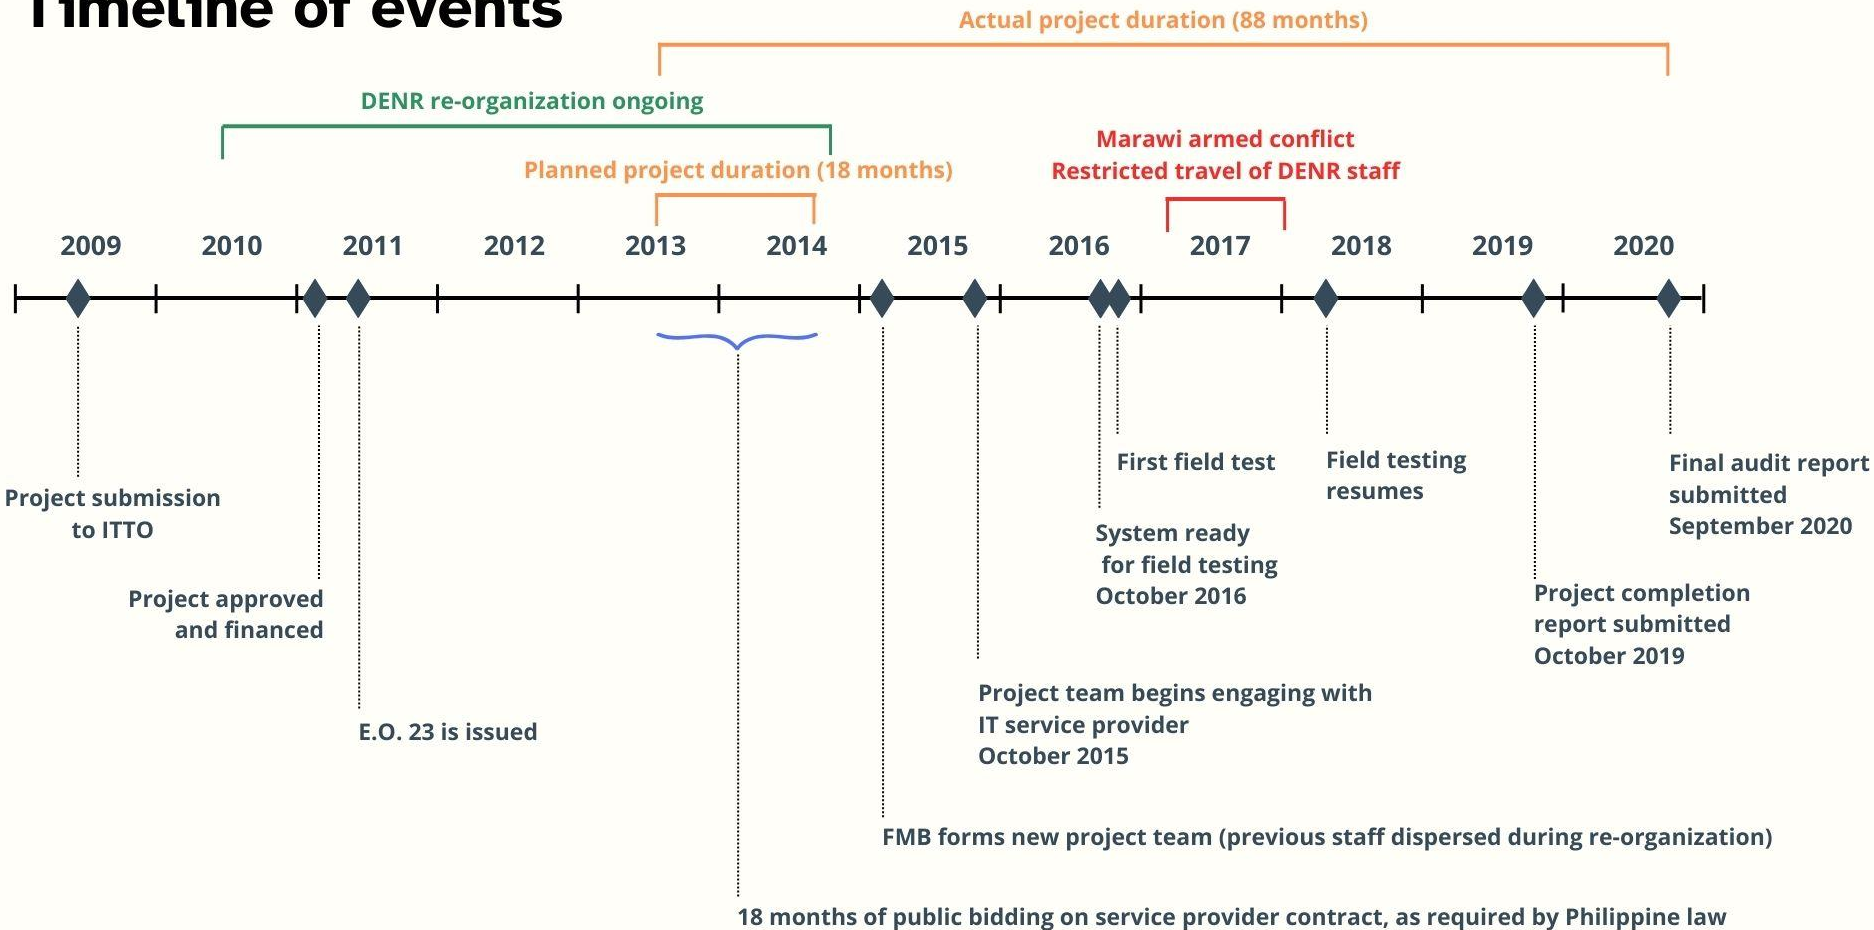 Timeline of events
Actual project duration (88 months)
DENR re-organization ongoing
Marawi armed conflict
Restricted travel of DENR staff
Planned project duration (18 months)
2009 2010 2011 2012 2013 2014 2015 2016 2017 2018 2019 2020
Project submission
to ITTO
Project approved
and financed
E.O. 23 is issued
First field test
System ready
for field testing
October 2016
Field testing
resumes
Final audit report
submitted
September 2020
Project completion
report submitted
October 2019
Project team begins engaging with
IT service provider
October 2015
FMB forms new project team (previous staff dispersed during re-organization)
18 months of public bidding on service provider contract, as required by Philippine law